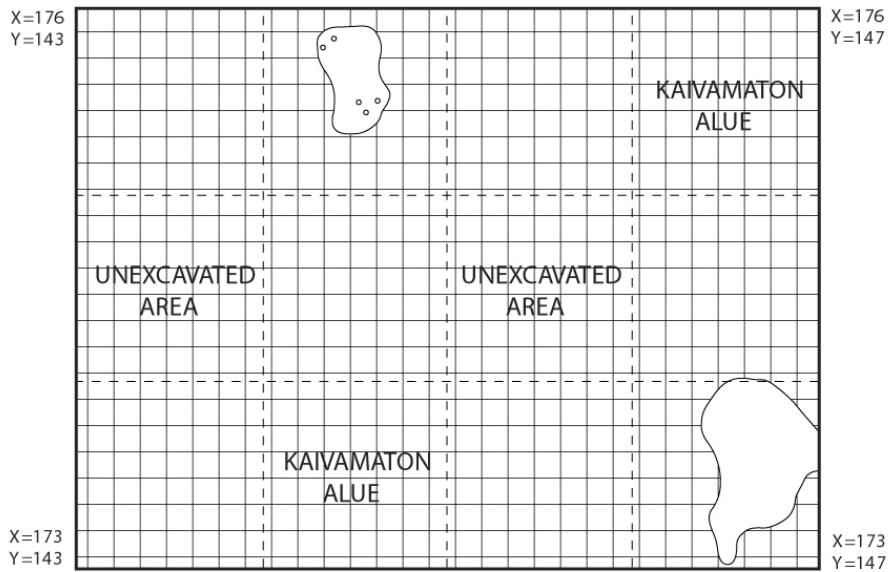 X=176
Y=143
X=176
Y=147
KAIVAMATON
ALUE
UNEXCAVATED
AREA
UNEXCAVATED
AREA
KAIVAMATON
ALUE
X=173
Y=143
X=173
Y=147